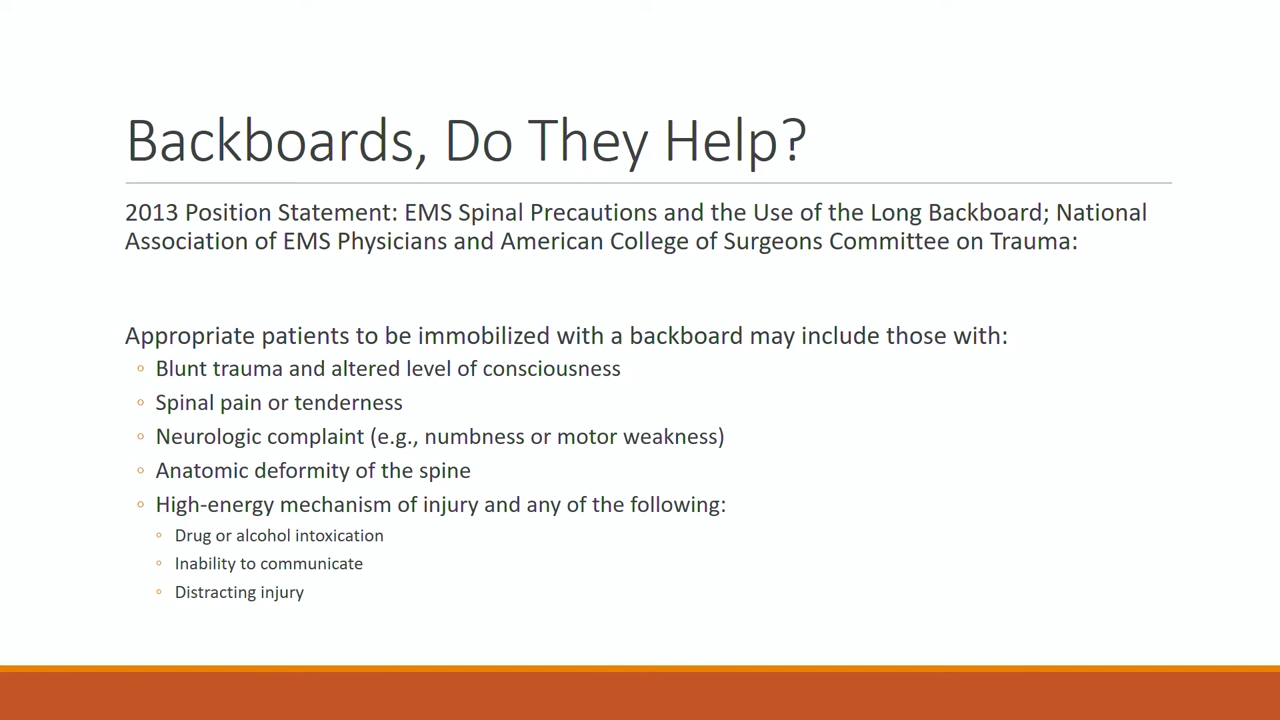 Backboards, Do They Help?
2013 Position Statement: EMS Spinal Precautions and the Use of the Long Backboard; National
Association of EMS Physicians and American College of Surgeons Committee on Trauma:
Appropriate patients to be immobilized with a backboard may include those with:
◦ Blunt trauma and altered level of consciousness
◦ Spinal pain or tenderness
◦ Neurologic complaint (e.g., numbness or motor weakness)
◦ Anatomic deformity of the spine
◦ High-energy mechanism of injury and any of the following:
◦ Drug or alcohol intoxication
◦ Inability to communicate
◦ Distracting injury